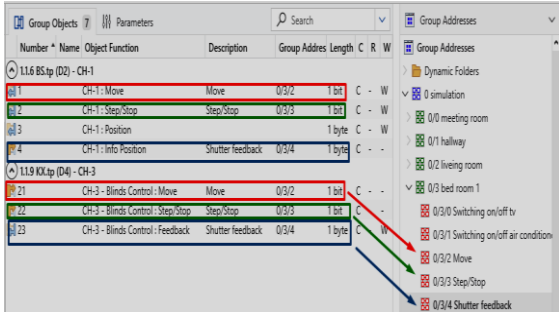 Group Objects 7 Parameters Search
Number Name Object Function Description Group Addres Length C R W
1.1.6 BS.tp (D2) - CH-1
1 CH-1 : Move Move 0/3/2 1 bit C - W
2 CH-1 : Step/Stop Step/Stop 0/3/3 1 bit C - W
3 CH-1 : Position 1 byte C - W
4 CH-1 : Info Position Shutter feedback 0/3/4 1 byte C - -
1.1.9 KX.tp (D4) - CH-3
21 CH-3 - Blinds Control : Move Move 0/3/2 1 bit C - -
22 CH-3 - Blinds Control : Step/Stop Step/Stop 0/3/3 1 bit C -
23 CH-3 - Blinds Control : Feedback Shutter feedback 0/3/4 1 byte C - W
Group Addresses
Group Addresses
Dynamic Folders
0 simulation
0/0 meeting room
0/1 hallway
0/2 liveing room
0/3 bed room 1
0/3/0 Switching on/off tv
0/3/1 Switching on/off air condition
0/3/2 Move
0/3/3 Step/Stop
0/3/4 Shutter feedback